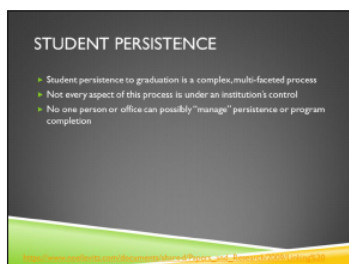 STUDENT PERSISTENCE
Student persistence to graduation is a complex, multi-faceted process
Not every aspect of this process is under an institution's control
No one person or office can possibly "manage" persistence or program
completion